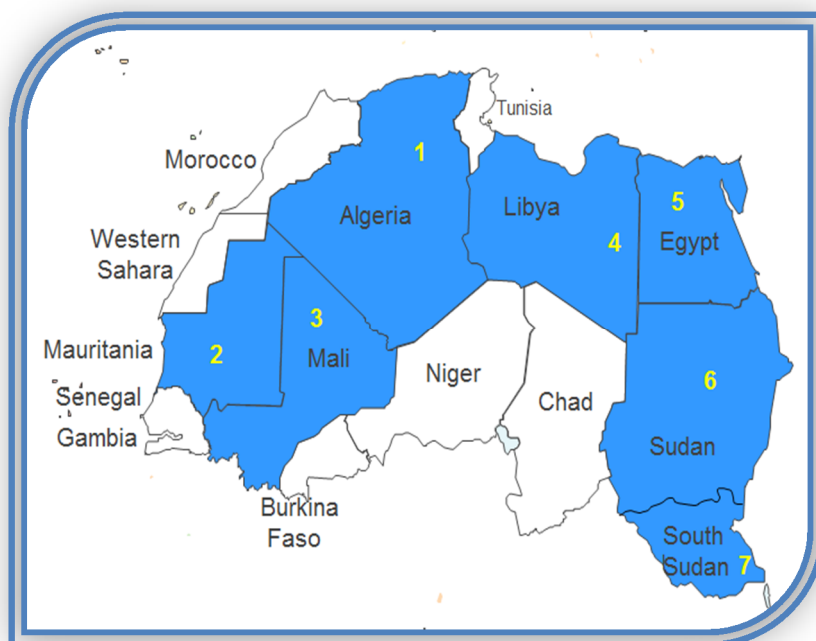 Tunisia
1
Morocco
Algeria
Libya
5
4
Egypt
Western
Sahara
3
Mauritania
2
Mali
Niger
6
Senegal
Chad
Gambia
Sudan
Burkina
Faso
South
Sudan 7